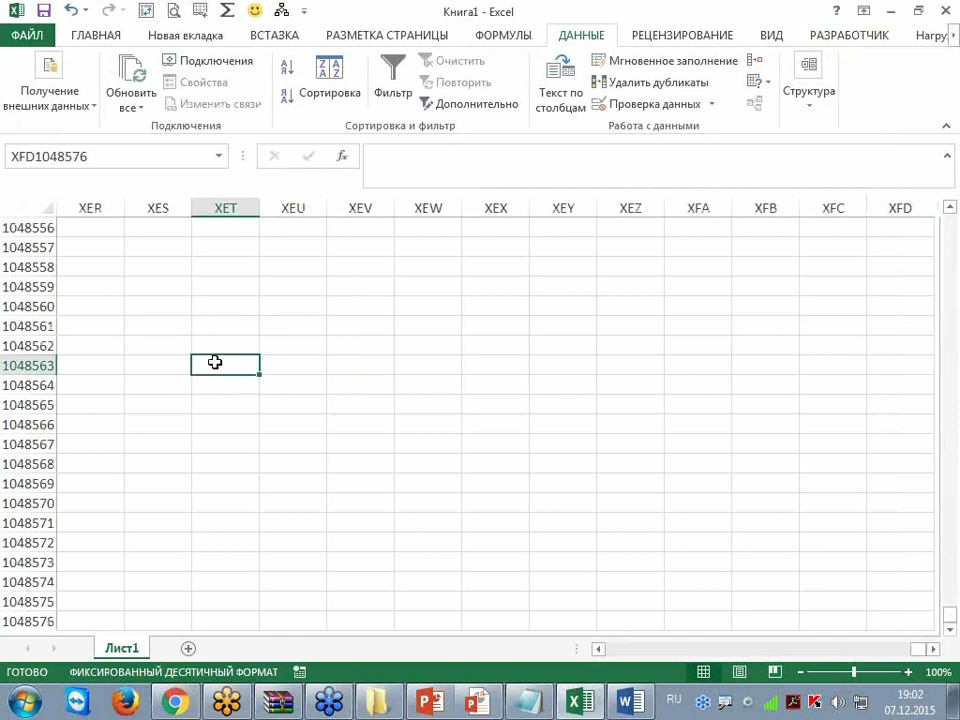 Книга1 - Excel
ФАЙЛ ГЛАВНАЯ Новая вкладка ВСТАВКА РАЗМЕТКА СТРАНИЦЫ ФОРМУЛЫ ДАННЫЕ РЕЦЕНЗИРОВАНИЕ ВИД РАЗРАБОТЧИК Нагру
Получение внешних данных
Обновить все
Подключения
Свойства
Изменить связи
Подключения
Сортировка
Фильтр
Очистить
Повторить
Дополнительно
Сортировка и фильтр
Текст по столбцам
Мгновенное заполнение
Удалить дубликаты
Проверка данных
Работа с данными
Структура
XFD1048576
XER XES XET XEU XEV XEW XEX XEY XEZ XFA XFB XFC XFD
1048556
1048557
1048558
1048559
1048560
1048561
1048562
1048563
1048564
1048565
1048566
1048567
1048568
1048569
1048570
1048571
1048572
1048573
1048574
1048575
1048576
Лист1
ГОТОВО ФИКСИРОВАННЫЙ ДЕСЯТИЧНЫЙ ФОРМАТ 100%
RU 19:02
07.12.2015